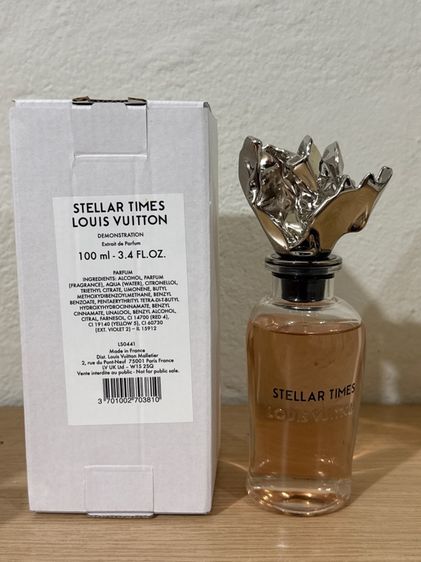 STELLAR TIMES
LOUIS VUITTON
DEMONSTRATION
Extrait de Parfum
100 ml - 3.4 FL.OZ.
PARFUM
INGREDIENTS: ALCOHOL, PARFUM
(FRAGRANCE), AQUA (WATER), CITRONELLOL,
TRIETHYL CITRATE, LIMONENE, BUTYL
METHOXYDIBENZOYLMETHANE, BENZYL
BENZOATE, PENTAERYTHRITYL TETRA-DI-T-BUTYL
HYDROXYHYDROCINNAMATE, BENZYL
CINNAMATE, LINALOOL, BENZYL ALCOHOL,
CITRAL, FARNESOL, CI 14700 (RED 4),
CI 19140 (YELLOW 5), CI 60730
(EXT. VIOLET 2) – IL 15912
LS0441
Made in France
Dist. Louis Vuitton Malletier
2, rue du Pont-Neuf 75001 Paris France
LV UK Ltd – W1S 2SQ
Vente interdite au public - Not for public sale.
3 701002 703810
STELLAR TIMES
LOUIS VUITTON